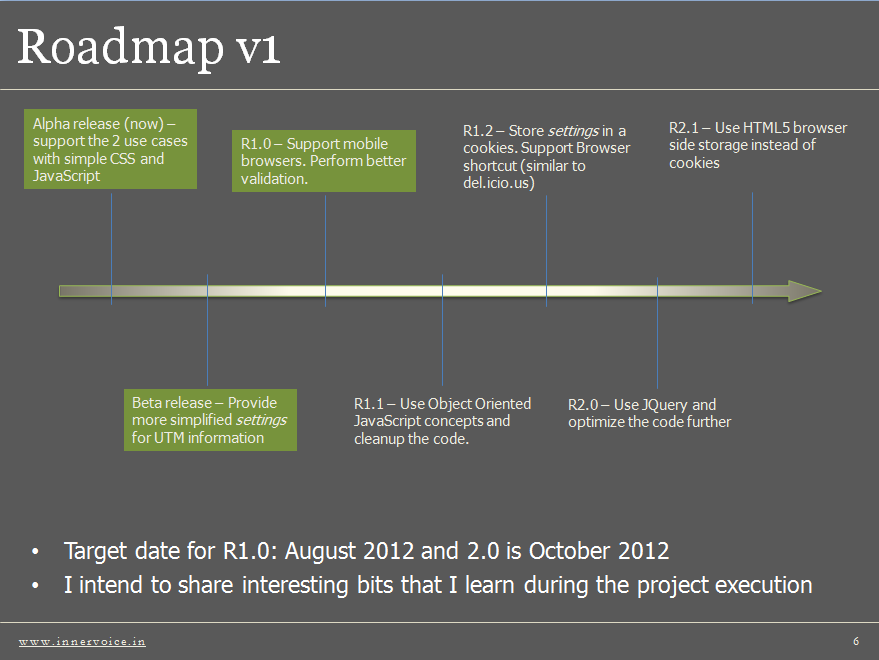 Roadmap v1
Alpha release (now) –
support the 2 use cases
with simple CSS and
JavaScript
R1.0 – Support mobile
browsers. Perform better
validation.
R1.2 – Store settings in a
cookies. Support Browser
shortcut (similar to
del.icio.us)
R2.1 – Use HTML5 browser
side storage instead of
cookies
Beta release – Provide
more simplified settings
for UTM information
R1.1 – Use Object Oriented
JavaScript concepts and
cleanup the code.
R2.0 – Use JQuery and
optimize the code further
• Target date for R1.0: August 2012 and 2.0 is October 2012
• I intend to share interesting bits that I learn during the project execution
www.innervoice.in
6